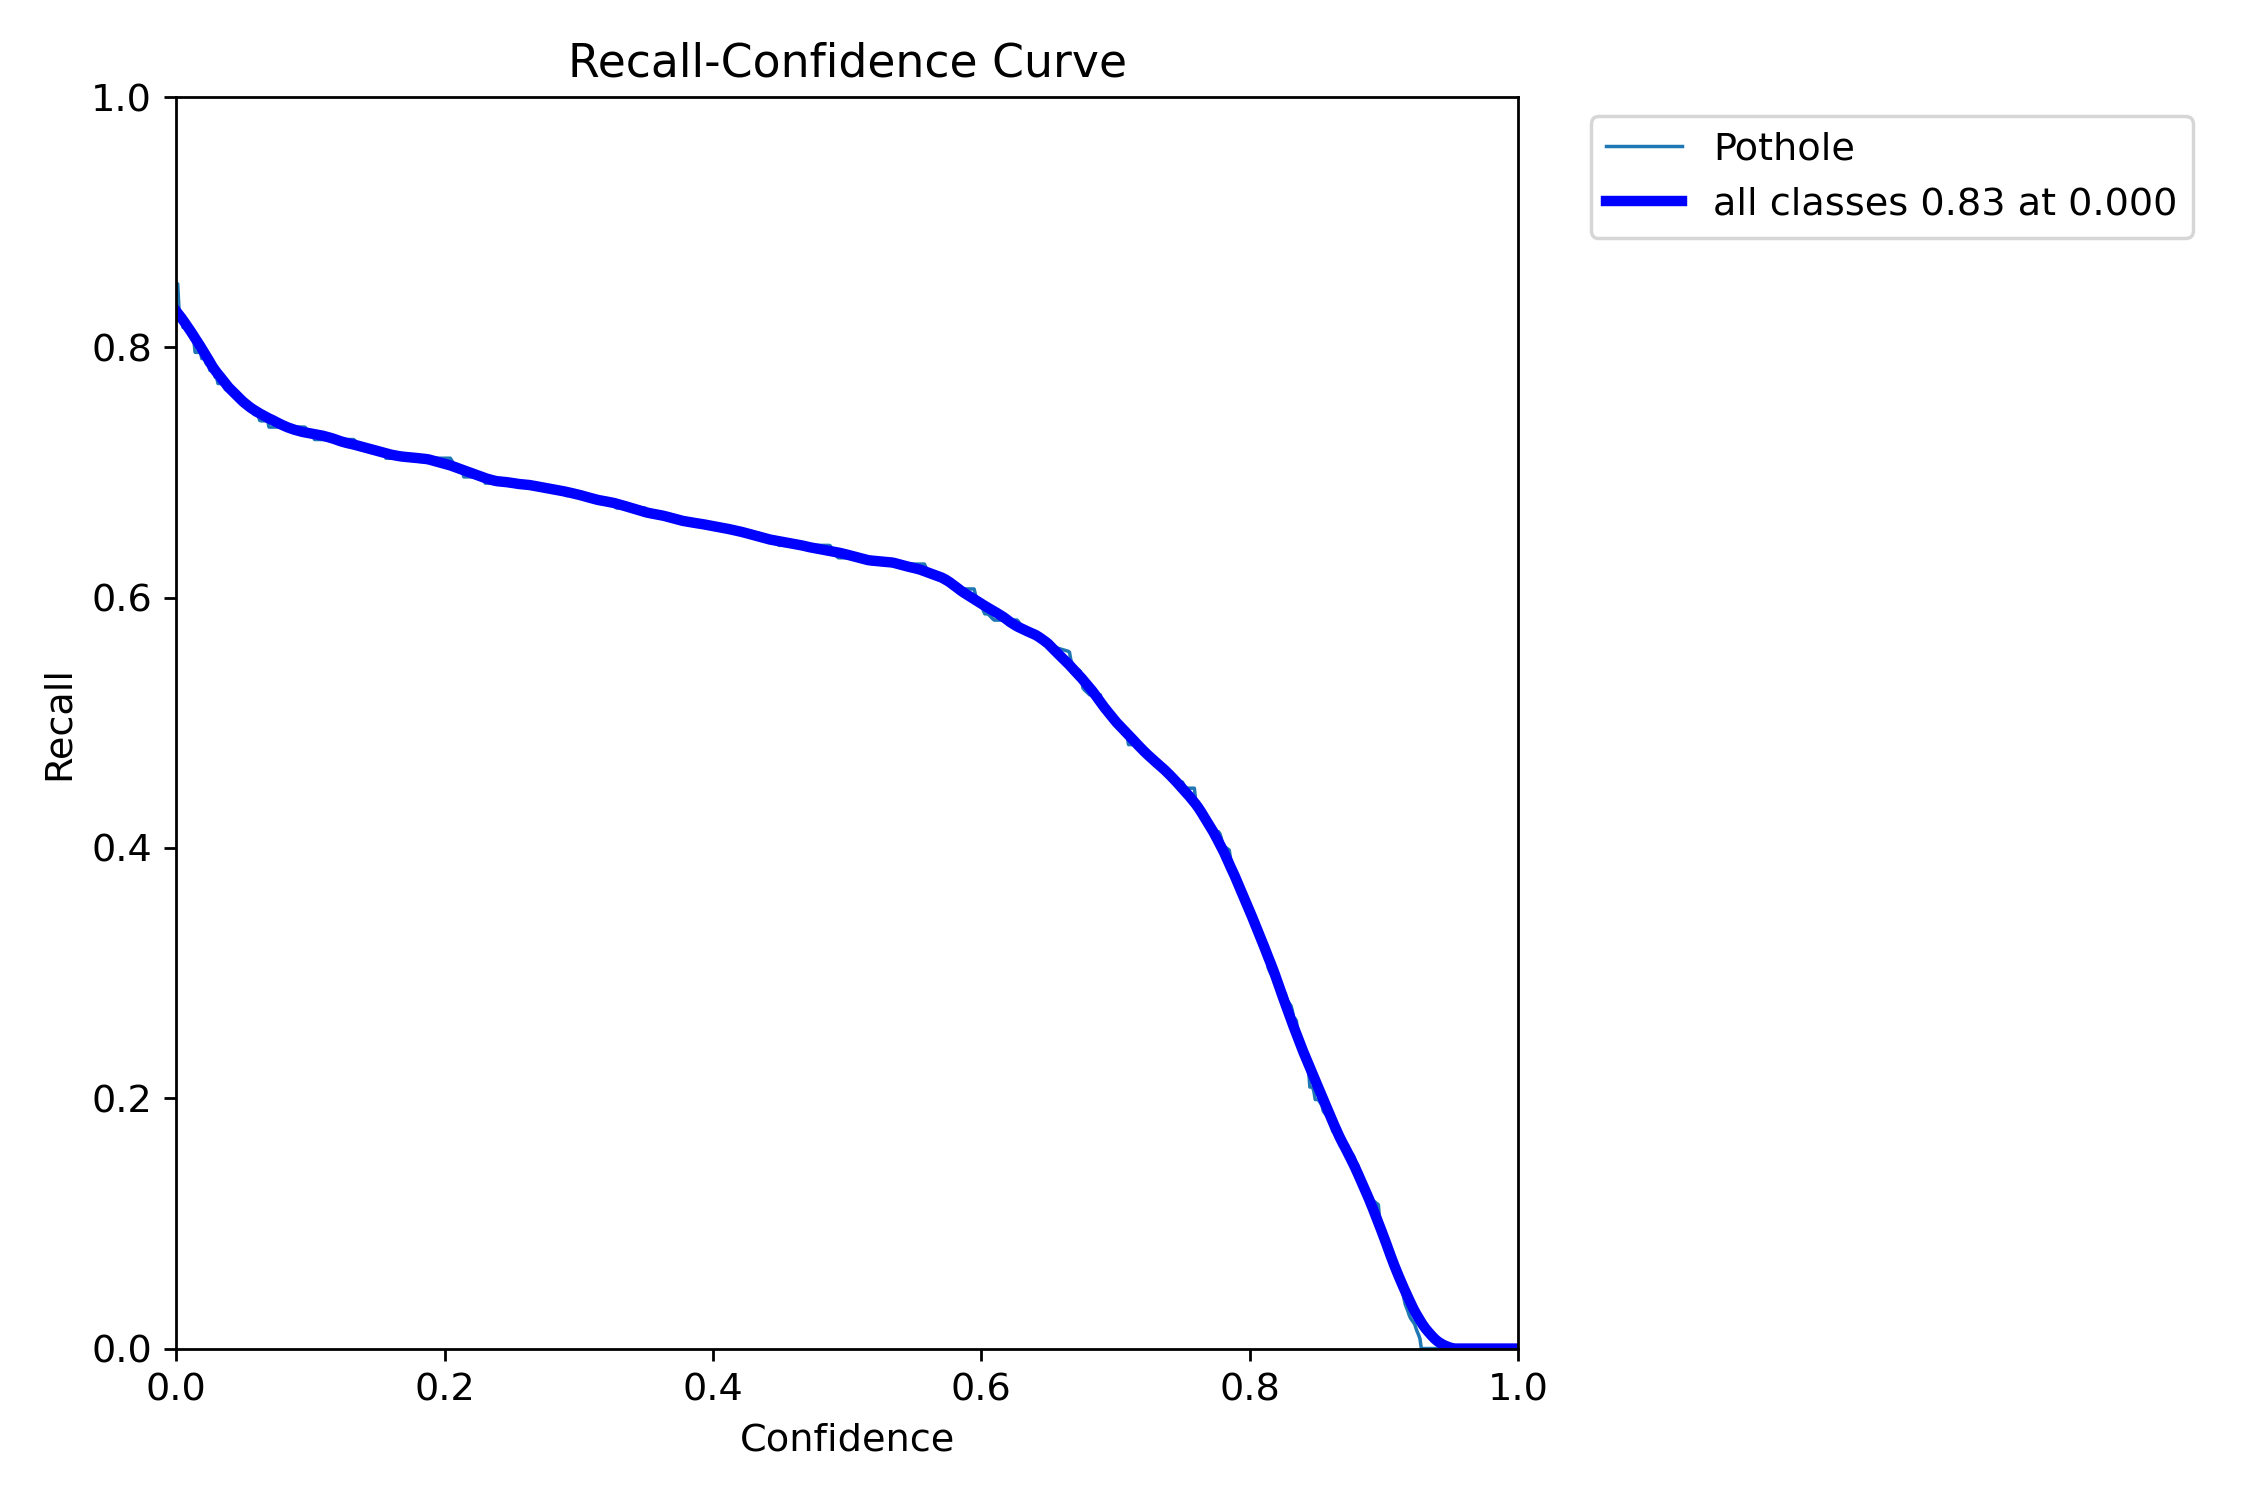 Recall-Confidence Curve
1.0
0.8
0.6
0.4
0.2
0.0
Recall
0.0 0.2 0.4 0.6 0.8 1.0
Confidence
Pothole
all classes 0.83 at 0.000